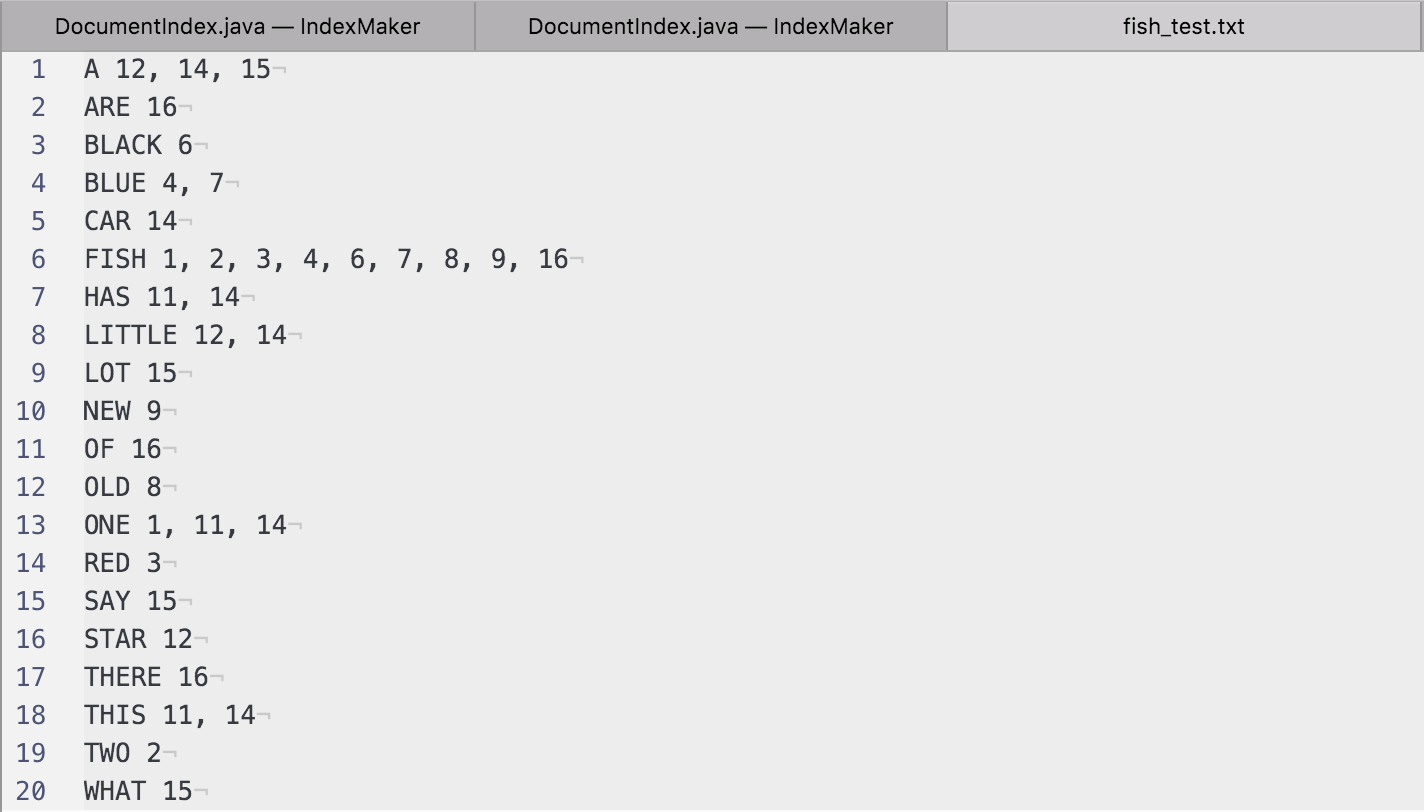 DocumentIndex.java — IndexMaker DocumentIndex.java — IndexMaker fish_test.txt
1 A 12, 14, 15¬
2 ARE 16¬
3 BLACK 6¬
4 BLUE 4, 7¬
5 CAR 14¬
6 FISH 1, 2, 3, 4, 6, 7, 8, 9, 16¬
7 HAS 11, 14¬
8 LITTLE 12, 14¬
9 LOT 15¬
10 NEW 9¬
11 OF 16¬
12 OLD 8¬
13 ONE 1, 11, 14¬
14 RED 3¬
15 SAY 15¬
16 STAR 12¬
17 THERE 16¬
18 THIS 11, 14¬
19 TWO 2¬
20 WHAT 15¬